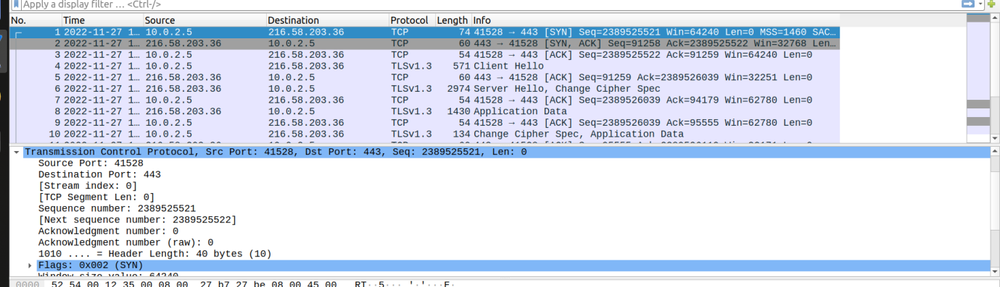 Apply a display filter … <Ctrl-/>
No. Time Source Destination Protocol Length Info
1 2022-11-27 1… 10.0.2.5 216.58.203.36 TCP 74 41528 → 443 [SYN] Seq=2389525521 Win=64240 Len=0 MSS=1460 SAC…
2 2022-11-27 1… 216.58.203.36 10.0.2.5 TCP 60 443 → 41528 [SYN, ACK] Seq=91258 Ack=2389525522 Win=32768 Len…
3 2022-11-27 1… 10.0.2.5 216.58.203.36 TCP 54 41528 → 443 [ACK] Seq=2389525522 Ack=91259 Win=64240 Len=0
4 2022-11-27 1… 10.0.2.5 216.58.203.36 TLSv1.3 571 Client Hello
5 2022-11-27 1… 216.58.203.36 10.0.2.5 TCP 60 443 → 41528 [ACK] Seq=91259 Ack=2389526039 Win=32251 Len=0
6 2022-11-27 1… 216.58.203.36 10.0.2.5 TLSv1.3 2974 Server Hello, Change Cipher Spec
7 2022-11-27 1… 10.0.2.5 216.58.203.36 TCP 54 41528 → 443 [ACK] Seq=2389526039 Ack=94179 Win=62780 Len=0
8 2022-11-27 1… 216.58.203.36 10.0.2.5 TLSv1.3 1430 Application Data
9 2022-11-27 1… 10.0.2.5 216.58.203.36 TCP 54 41528 → 443 [ACK] Seq=2389526039 Ack=95555 Win=62780 Len=0
10 2022-11-27 1… 10.0.2.5 216.58.203.36 TLSv1.3 134 Change Cipher Spec, Application Data
Transmission Control Protocol, Src Port: 41528, Dst Port: 443, Seq: 2389525521, Len: 0
Source Port: 41528
Destination Port: 443
[Stream index: 0]
[TCP Segment Len: 0]
Sequence number: 2389525521
[Next sequence number: 2389525522]
Acknowledgment number: 0
Acknowledgment number (raw): 0
1010 .... = Header Length: 40 bytes (10)
Flags: 0x002 (SYN)
Window size value: 64240
0000 52 54 00 12 35 00 08 00 27 b7 27 be 08 00 45 00 RT··5··· '·'···E·